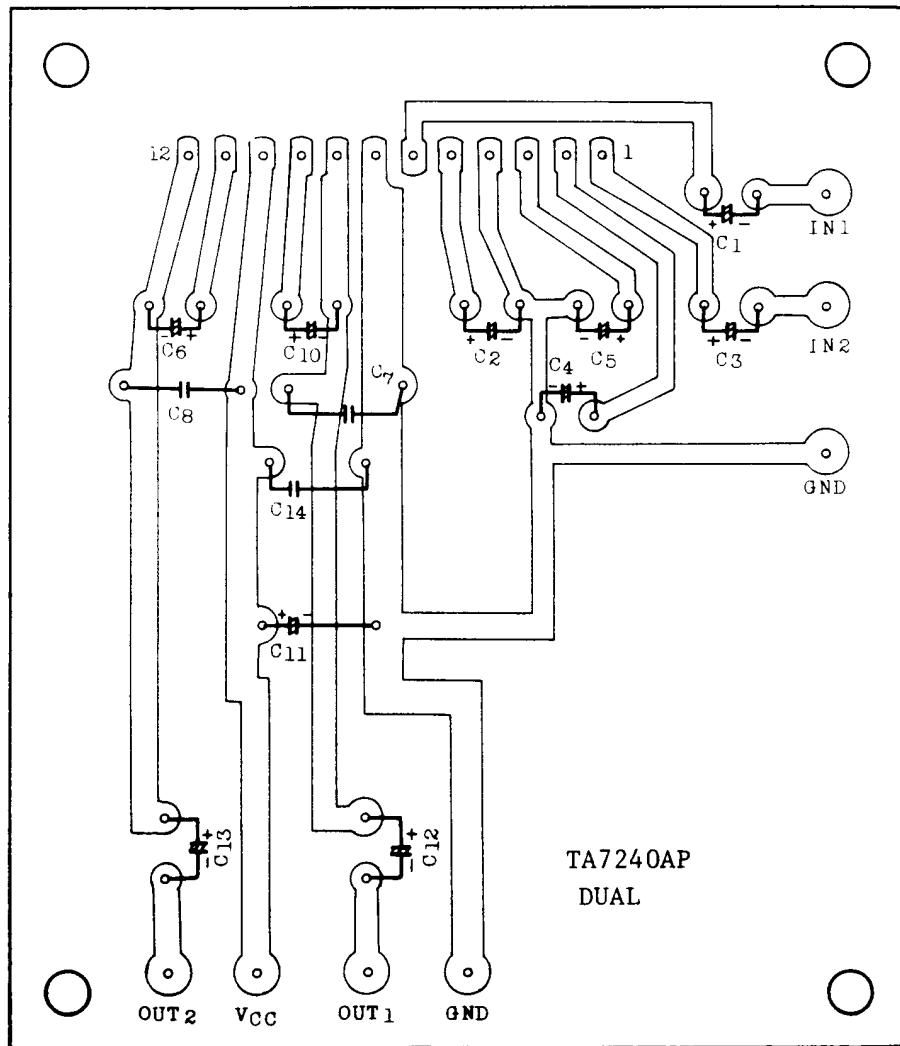 12 1
+ -
C1
IN1
- +
C6
+ -
C10
+ -
C2
- +
C5
+ -
C3
IN2
C8
C7
C4
- +
C14
GND
+ -
C11
+
-
C13
+
-
C12
TA7240AP
DUAL
OUT2 VCC OUT1 GND